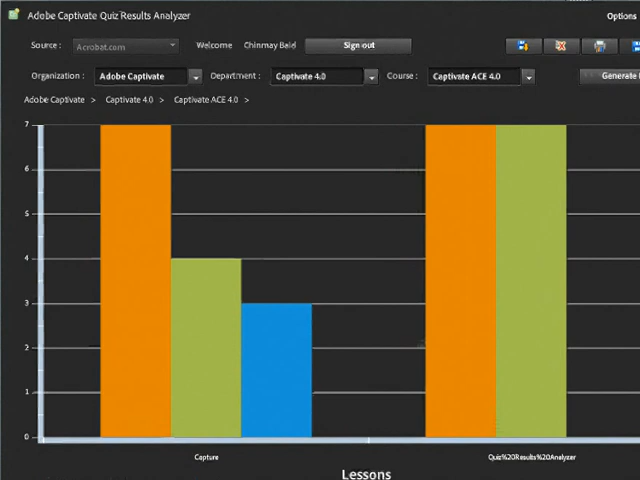 Adobe Captivate Quiz Results Analyzer Options
Source : Acrobat.com Welcome Chinmay Baid Sign out
Organization : Adobe Captivate Department : Captivate 4.0 Course : Captivate ACE 4.0 Generate
Adobe Captivate > Captivate 4.0 > Captivate ACE 4.0 >
7
6
5
4
3
2
1
0
Capture Quiz%20Results%20Analyzer
Lessons